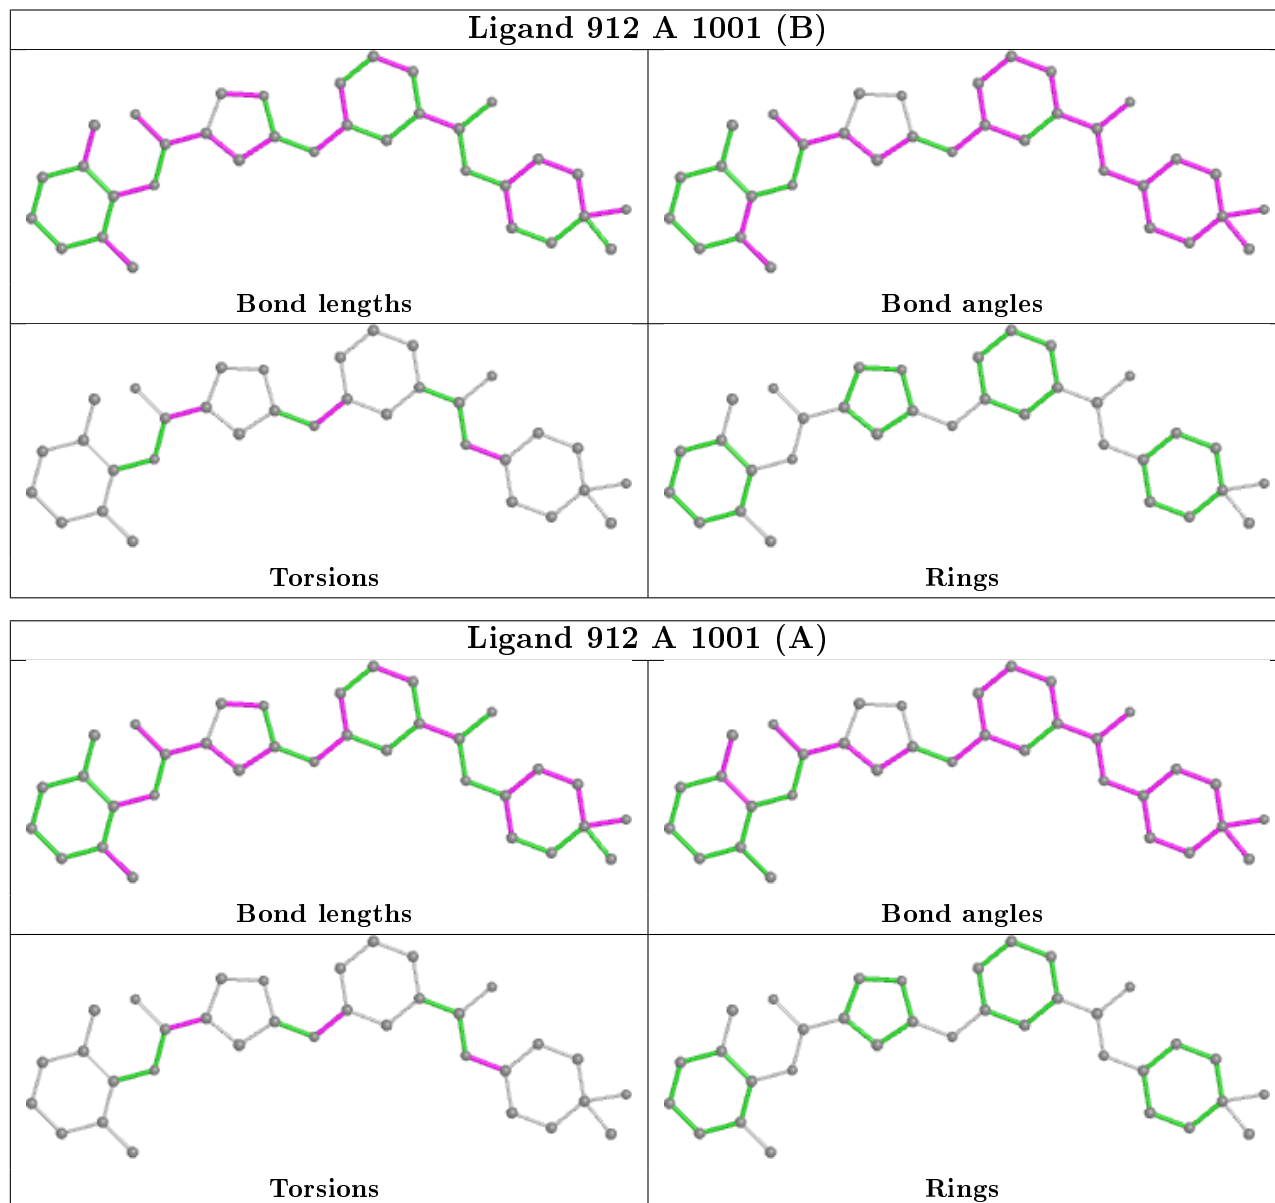 Ligand 912 A 1001 (B)
Bond lengths
Bond angles
Torsions
Rings
Ligand 912 A 1001 (A)
Bond lengths
Bond angles
Torsions
Rings